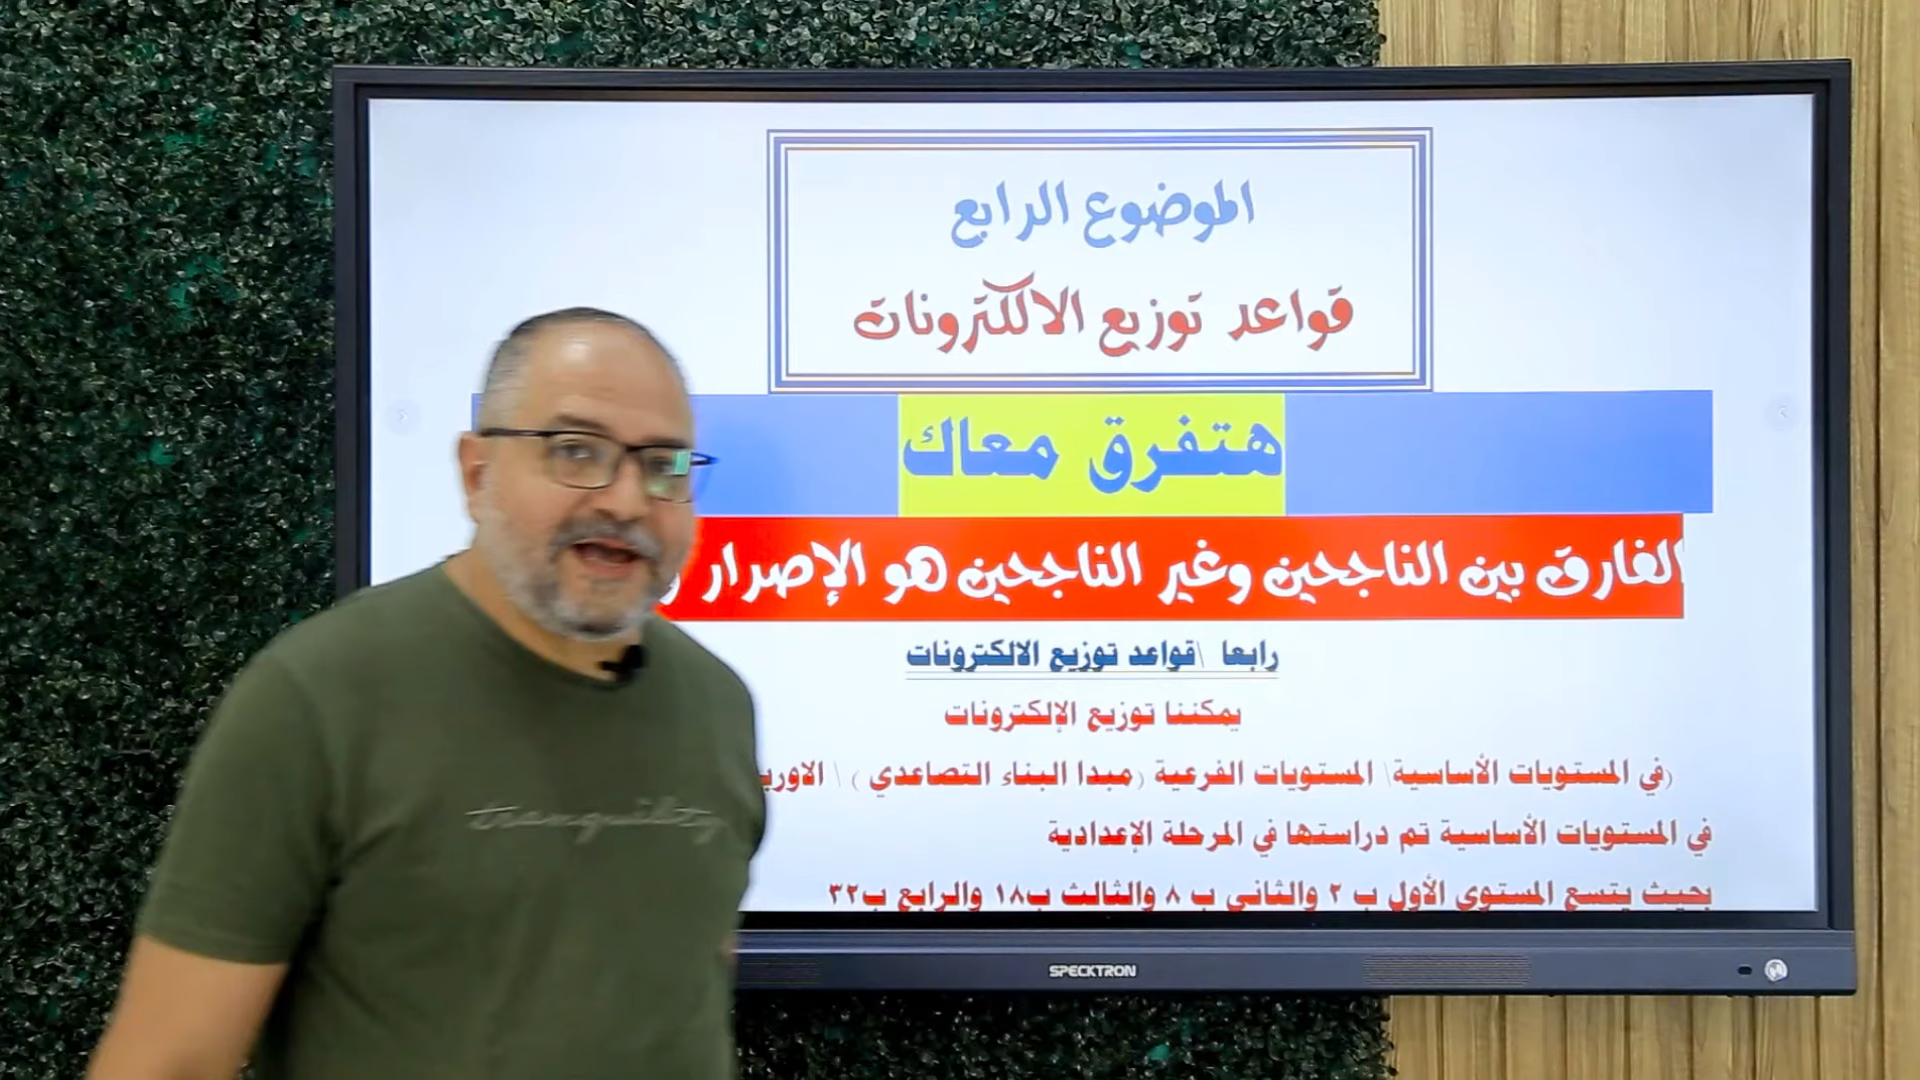 الموضوع الرابع
قواعد توزيع الالكترونات
هتفرق معاك
الفارق بين الناجحين وغير الناجحين هو الإصرار
رابعا \قواعد توزيع الالكترونات
يمكننا توزيع الإلكترونات
(في المستويات الأساسية\ المستويات الفرعية (مبدا البناء التصاعدي ) \
في المستويات الأساسية تم دراستها في المرحلة الإعدادية
بحيث يتسع المستوى الأول ب ٢ والثاني ب ٨ والثالث ب١٨ والرابع ب٣٢
tranquility
SPECKTRON